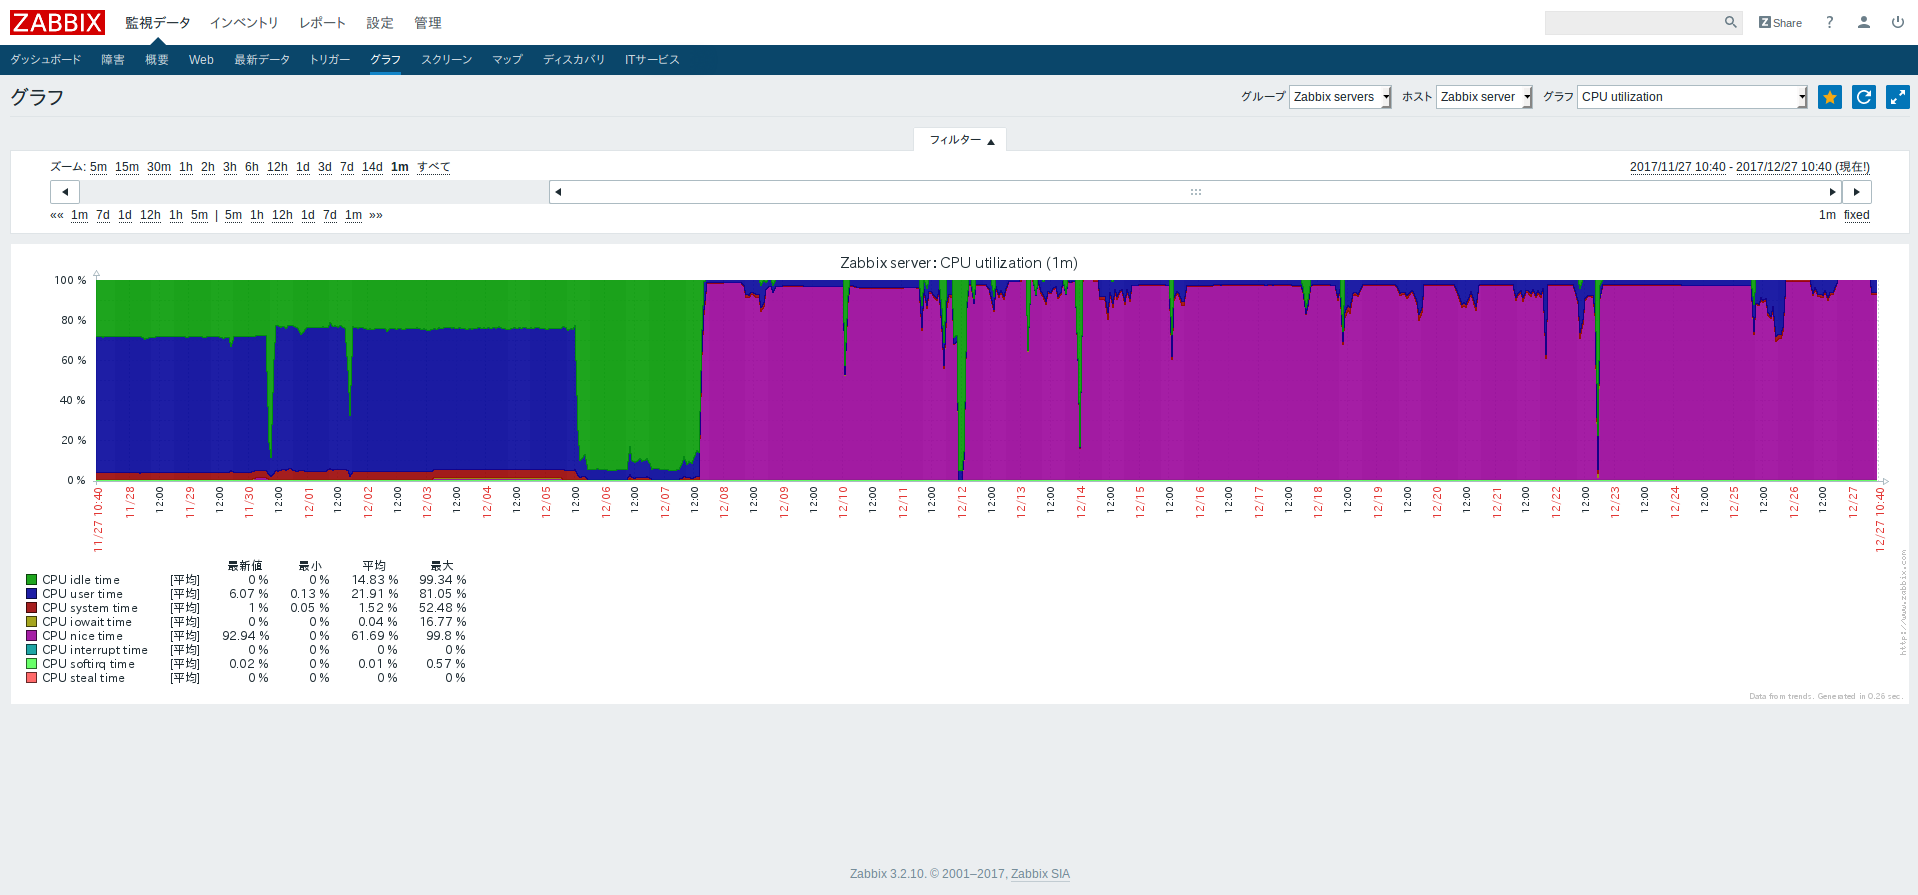 ZABBIX 監視データ インベントリ レポート 設定 管理 Z Share ?
ダッシュボード 障害 概要 Web 最新データ トリガー グラフ スクリーン マップ ディスカバリ ITサービス
グラフ グループ Zabbix servers ホスト Zabbix server グラフ CPU utilization
フィルター ▲
ズーム: 5m 15m 30m 1h 2h 3h 6h 12h 1d 3d 7d 14d 1m すべて 2017/11/27 10:40 - 2017/12/27 10:40 (現在!)
«« 1m 7d 1d 12h 1h 5m | 5m 1h 12h 1d 7d 1m »» 1m fixed
Zabbix server: CPU utilization (1m)
100 %
80 %
60 %
40 %
20 %
0 %
11/27 10:40 11/28 12:00 11/29 12:00 11/30 12:00 12/01 12:00 12/02 12:00 12/03 12:00 12/04 12:00 12/05 12:00 12/06 12:00 12/07 12:00 12/08 12:00 12/09 12:00 12/10 12:00 12/11 12:00 12/12 12:00 12/13 12:00 12/14 12:00 12/15 12:00 12/16 12:00 12/17 12:00 12/18 12:00 12/19 12:00 12/20 12:00 12/21 12:00 12/22 12:00 12/23 12:00 12/24 12:00 12/25 12:00 12/26 12:00 12/27 12/27 10:40
最新値 最小 平均 最大
CPU idle time [平均] 0 % 0 % 14.83 % 99.34 %
CPU user time [平均] 6.07 % 0.13 % 21.91 % 81.05 %
CPU system time [平均] 1 % 0.05 % 1.52 % 52.48 %
CPU iowait time [平均] 0 % 0 % 0.04 % 16.77 %
CPU nice time [平均] 92.94 % 0 % 61.69 % 99.8 %
CPU interrupt time [平均] 0 % 0 % 0 % 0 %
CPU softirq time [平均] 0.02 % 0 % 0.01 % 0.57 %
CPU steal time [平均] 0 % 0 % 0 % 0 %
http://www.zabbix.com
Data from trends. Generated in 0.26 sec.
Zabbix 3.2.10. © 2001–2017, Zabbix SIA